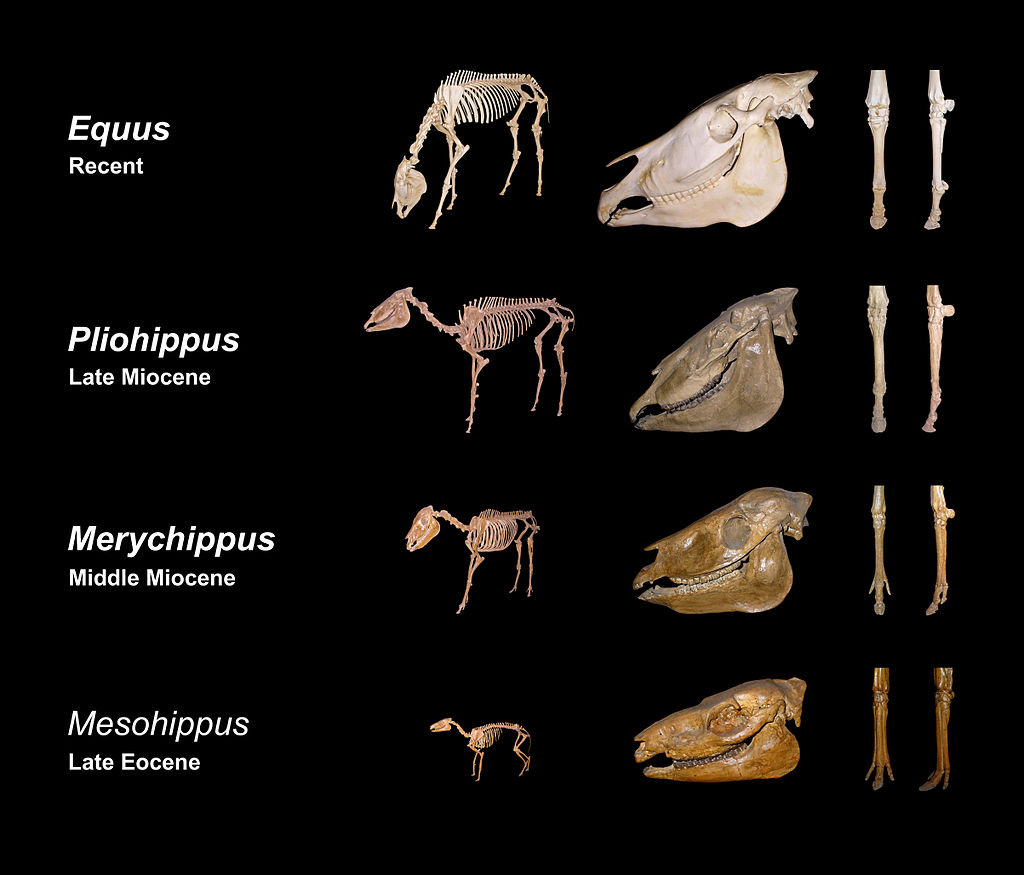 Equus
Recent
Pliohippus
Late Miocene
Merychippus
Middle Miocene
Mesohippus
Late Eocene